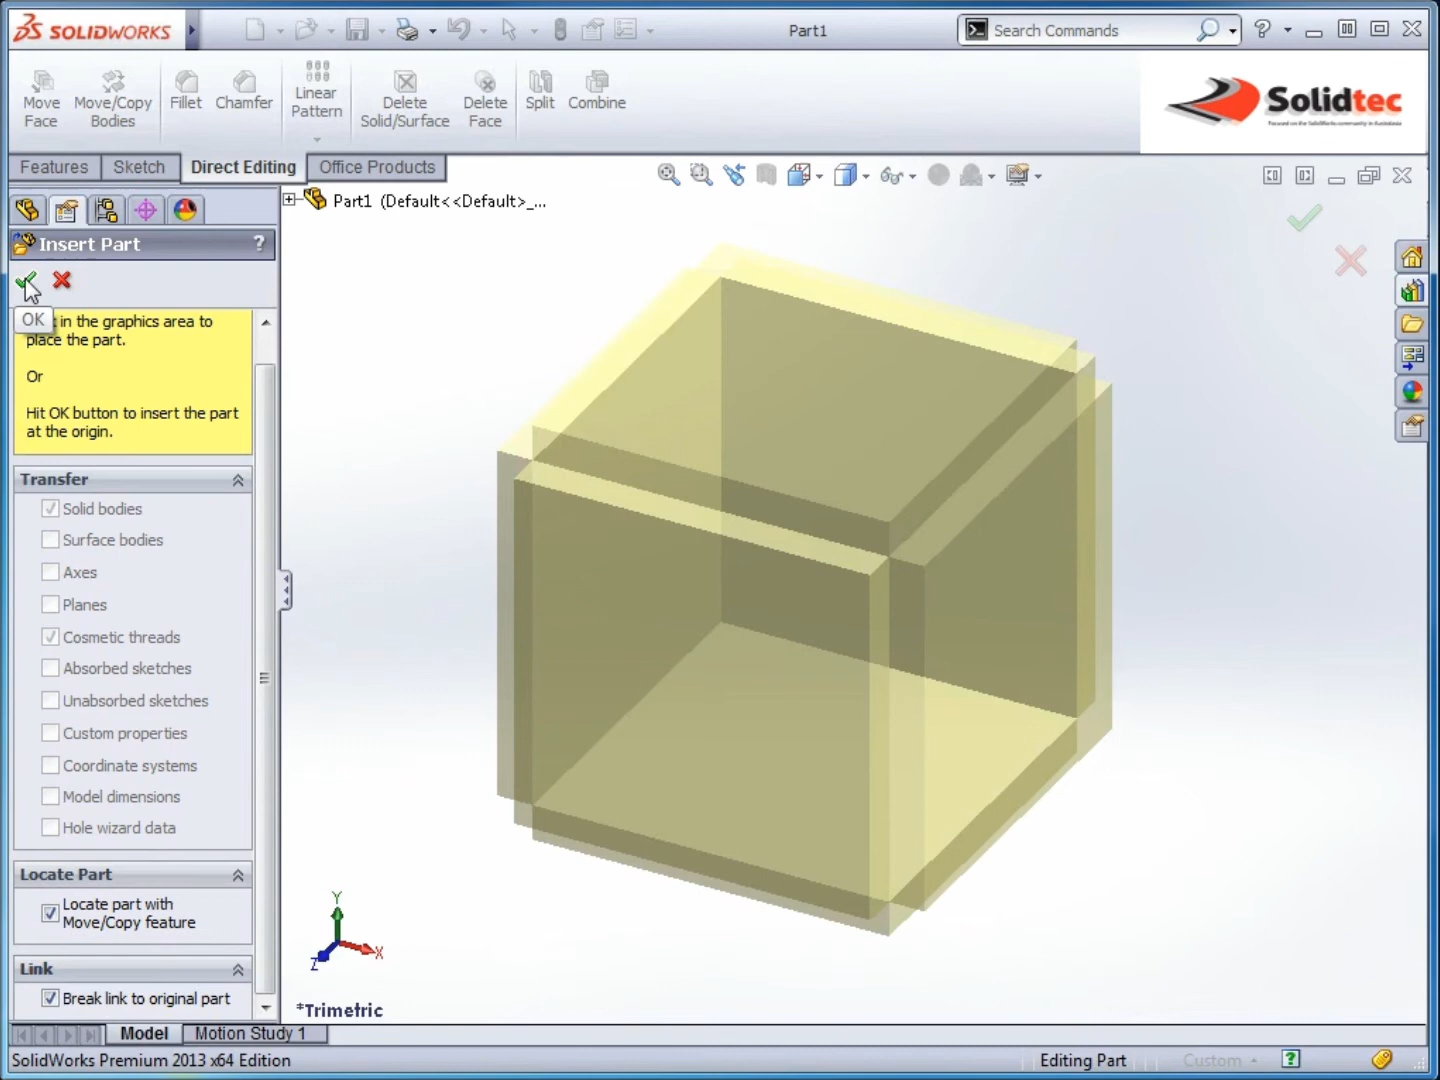 SOLIDWORKS
Part1
Search Commands
Move
Face
Move/Copy
Bodies
Fillet
Chamfer
Linear
Pattern
Delete
Solid/Surface
Delete
Face
Split
Combine
Solidtec
Features
Sketch
Direct Editing
Office Products
Part1 (Default<<Default>_...
Insert Part
?
OK
in the graphics area to
place the part.
Or
Hit OK button to insert the part
at the origin.
Transfer
Solid bodies
Surface bodies
Axes
Planes
Cosmetic threads
Absorbed sketches
Unabsorbed sketches
Custom properties
Coordinate systems
Model dimensions
Hole wizard data
Locate Part
Locate part with
Move/Copy feature
Link
Break link to original part
Y
X
Z
*Trimetric
Model
Motion Study 1
SolidWorks Premium 2013 x64 Edition
Editing Part
Custom
?